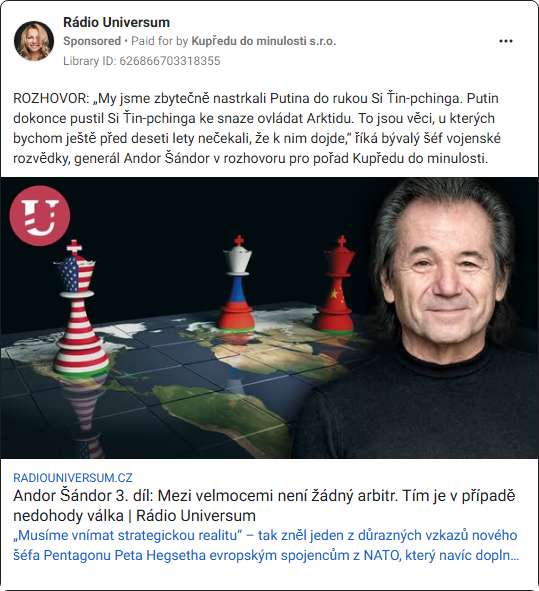 Rádio Universum
Sponsored • Paid for by Kupředu do minulosti s.r.o.
Library ID: 626866703318355
ROZHOVOR: „My jsme zbytečně nastrkali Putina do rukou Si Ťin-pchinga. Putin
dokonce pustil Si Ťin-pchinga ke snaze ovládat Arktidu. To jsou věci, u kterých
bychom ještě před deseti lety nečekali, že k nim dojde,“ říká bývalý šéf vojenské
rozvědky, generál Andor Šándor v rozhovoru pro pořad Kupředu do minulosti.
U
RADIOUNIVERSUM.CZ
Andor Šándor 3. díl: Mezi velmocemi není žádný arbitr. Tím je v případě
nedohody válka | Rádio Universum
„Musíme vnímat strategickou realitu“ – tak zněl jeden z důrazných vzkazů nového
šéfa Pentagonu Peta Hegsetha evropským spojencům z NATO, který navíc dopln...